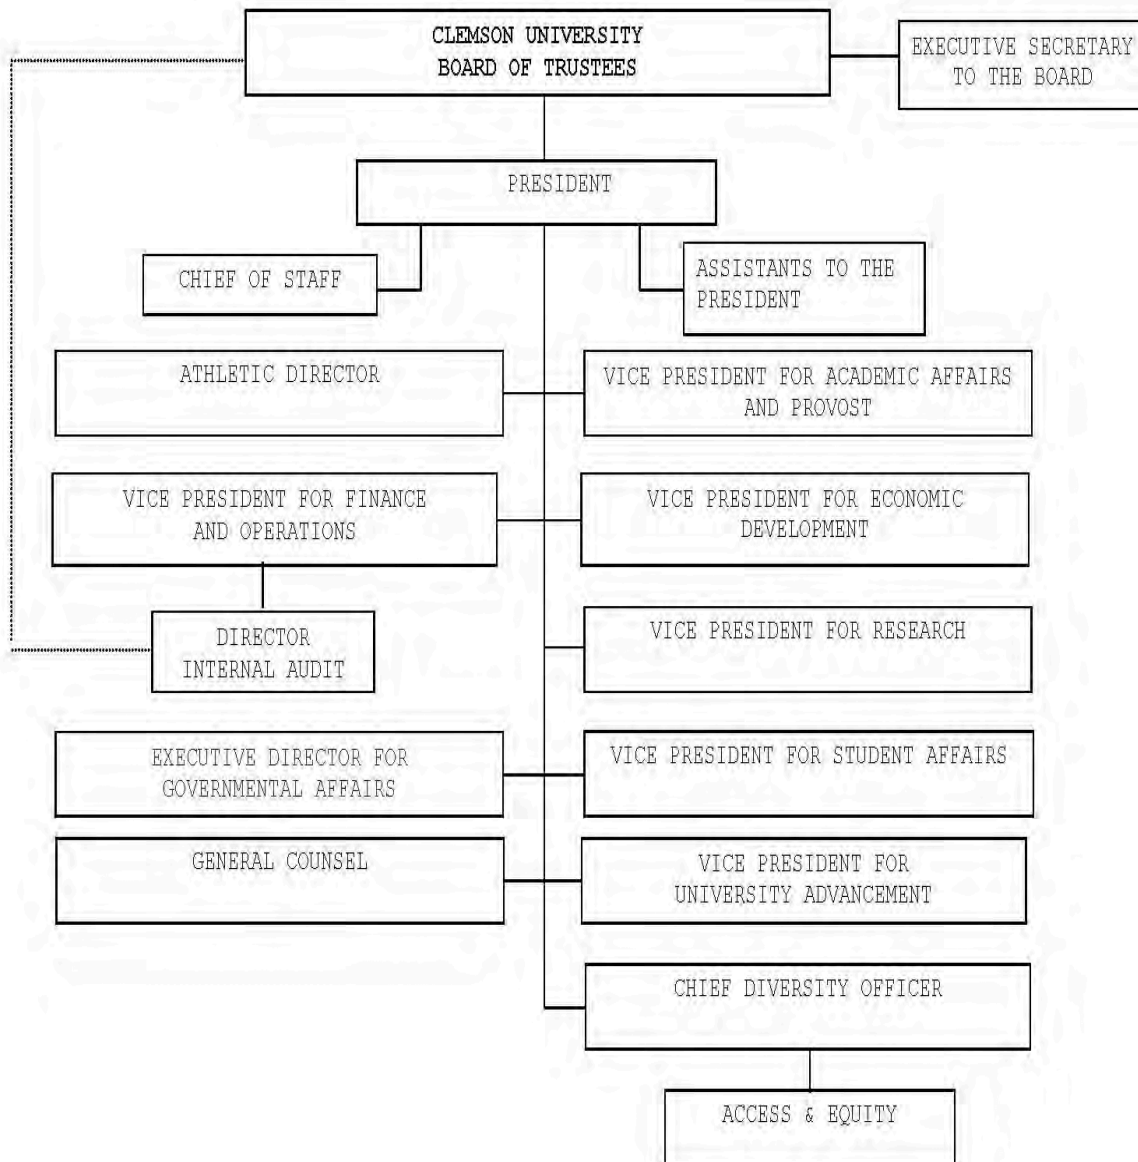 CLEMSON UNIVERSITY
BOARD OF TRUSTEES
EXECUTIVE SECRETARY
TO THE BOARD
PRESIDENT
CHIEF OF STAFF
ASSISTANTS TO THE
PRESIDENT
ATHLETIC DIRECTOR
VICE PRESIDENT FOR ACADEMIC AFFAIRS
AND PROVOST
VICE PRESIDENT FOR FINANCE
AND OPERATIONS
VICE PRESIDENT FOR ECONOMIC
DEVELOPMENT
DIRECTOR
INTERNAL AUDIT
VICE PRESIDENT FOR RESEARCH
EXECUTIVE DIRECTOR FOR
GOVERNMENTAL AFFAIRS
VICE PRESIDENT FOR STUDENT AFFAIRS
GENERAL COUNSEL
VICE PRESIDENT FOR
UNIVERSITY ADVANCEMENT
CHIEF DIVERSITY OFFICER
ACCESS & EQUITY